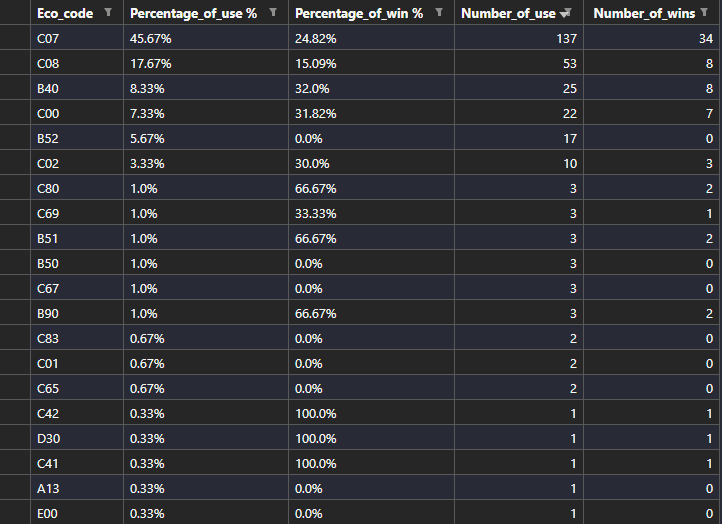 Eco_code Percentage_of_use % Percentage_of_win % Number_of_use Number_of_wins
C07 45.67% 24.82% 137 34
C08 17.67% 15.09% 53 8
B40 8.33% 32.0% 25 8
C00 7.33% 31.82% 22 7
B52 5.67% 0.0% 17 0
C02 3.33% 30.0% 10 3
C80 1.0% 66.67% 3 2
C69 1.0% 33.33% 3 1
B51 1.0% 66.67% 3 2
B50 1.0% 0.0% 3 0
C67 1.0% 0.0% 3 0
B90 1.0% 66.67% 3 2
C83 0.67% 0.0% 2 0
C01 0.67% 0.0% 2 0
C65 0.67% 0.0% 2 0
C42 0.33% 100.0% 1 1
D30 0.33% 100.0% 1 1
C41 0.33% 100.0% 1 1
A13 0.33% 0.0% 1 0
E00 0.33% 0.0% 1 0